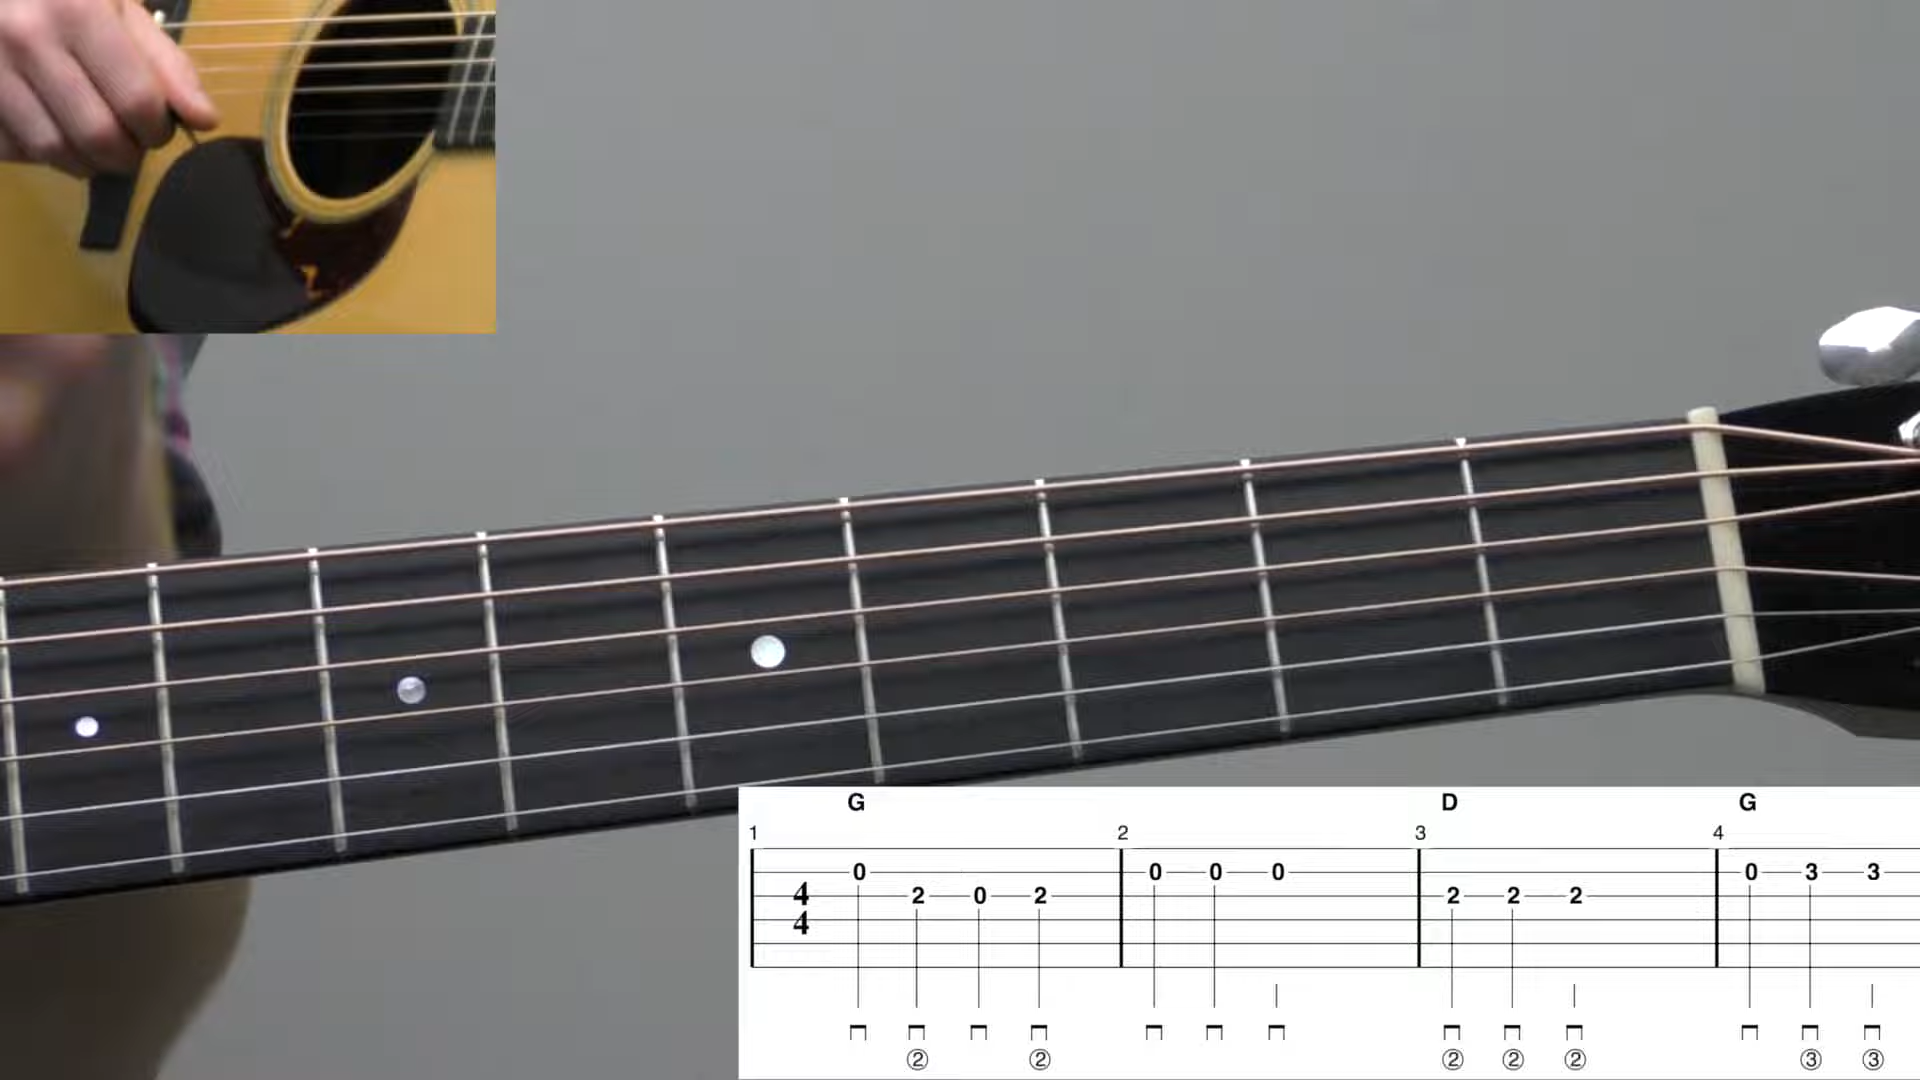 G D G
1 2 3 4
0 0 0 0 0 3 3
4 2 0 2 2 2 2
4
② ② ② ② ② ③ ③